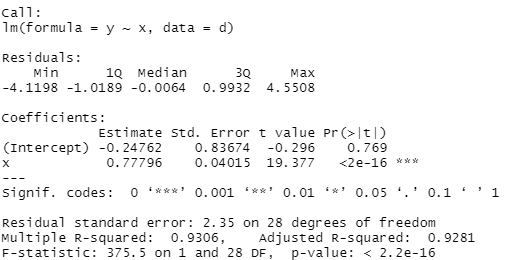 Call:
lm(formula = y ~ x, data = d)
Residuals:
Min 1Q Median 3Q Max
-4.1198 -1.0189 -0.0064 0.9932 4.5508
Coefficients:
Estimate Std. Error t value Pr(>|t|)
(Intercept) -0.24762 0.83674 -0.296 0.769
x 0.77796 0.04015 19.377 <2e-16 ***
---
Signif. codes: 0 ‘***’ 0.001 ‘**’ 0.01 ‘*’ 0.05 ‘.’ 0.1 ‘ ’ 1
Residual standard error: 2.35 on 28 degrees of freedom
Multiple R-squared: 0.9306, Adjusted R-squared: 0.9281
F-statistic: 375.5 on 1 and 28 DF, p-value: < 2.2e-16